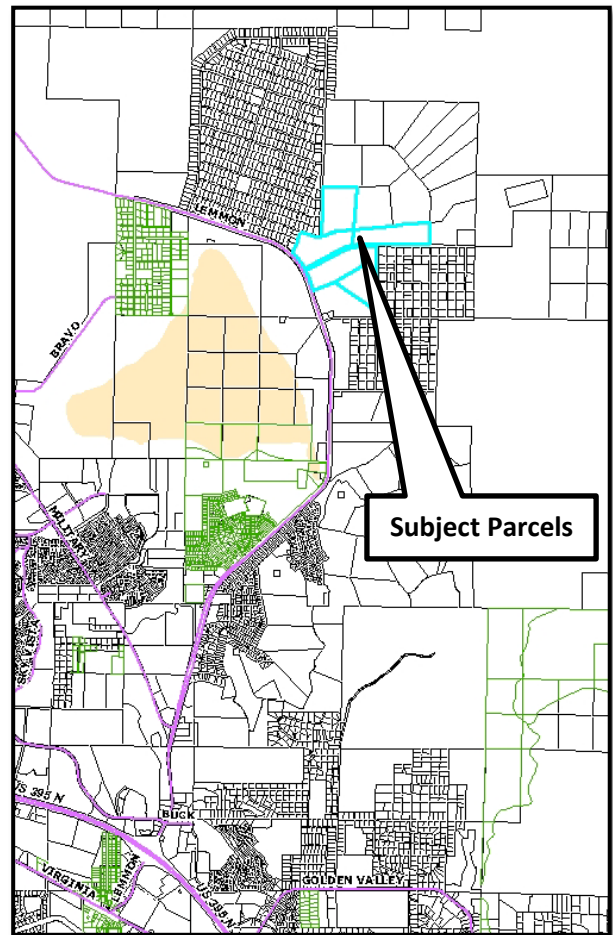 LEMMON
BRAVO
Subject Parcels
MILITARY
SKY VISTA
US 395 N
BUCK
VIRGINIA
LEMMON
US 395 N
GOLDEN VALLEY